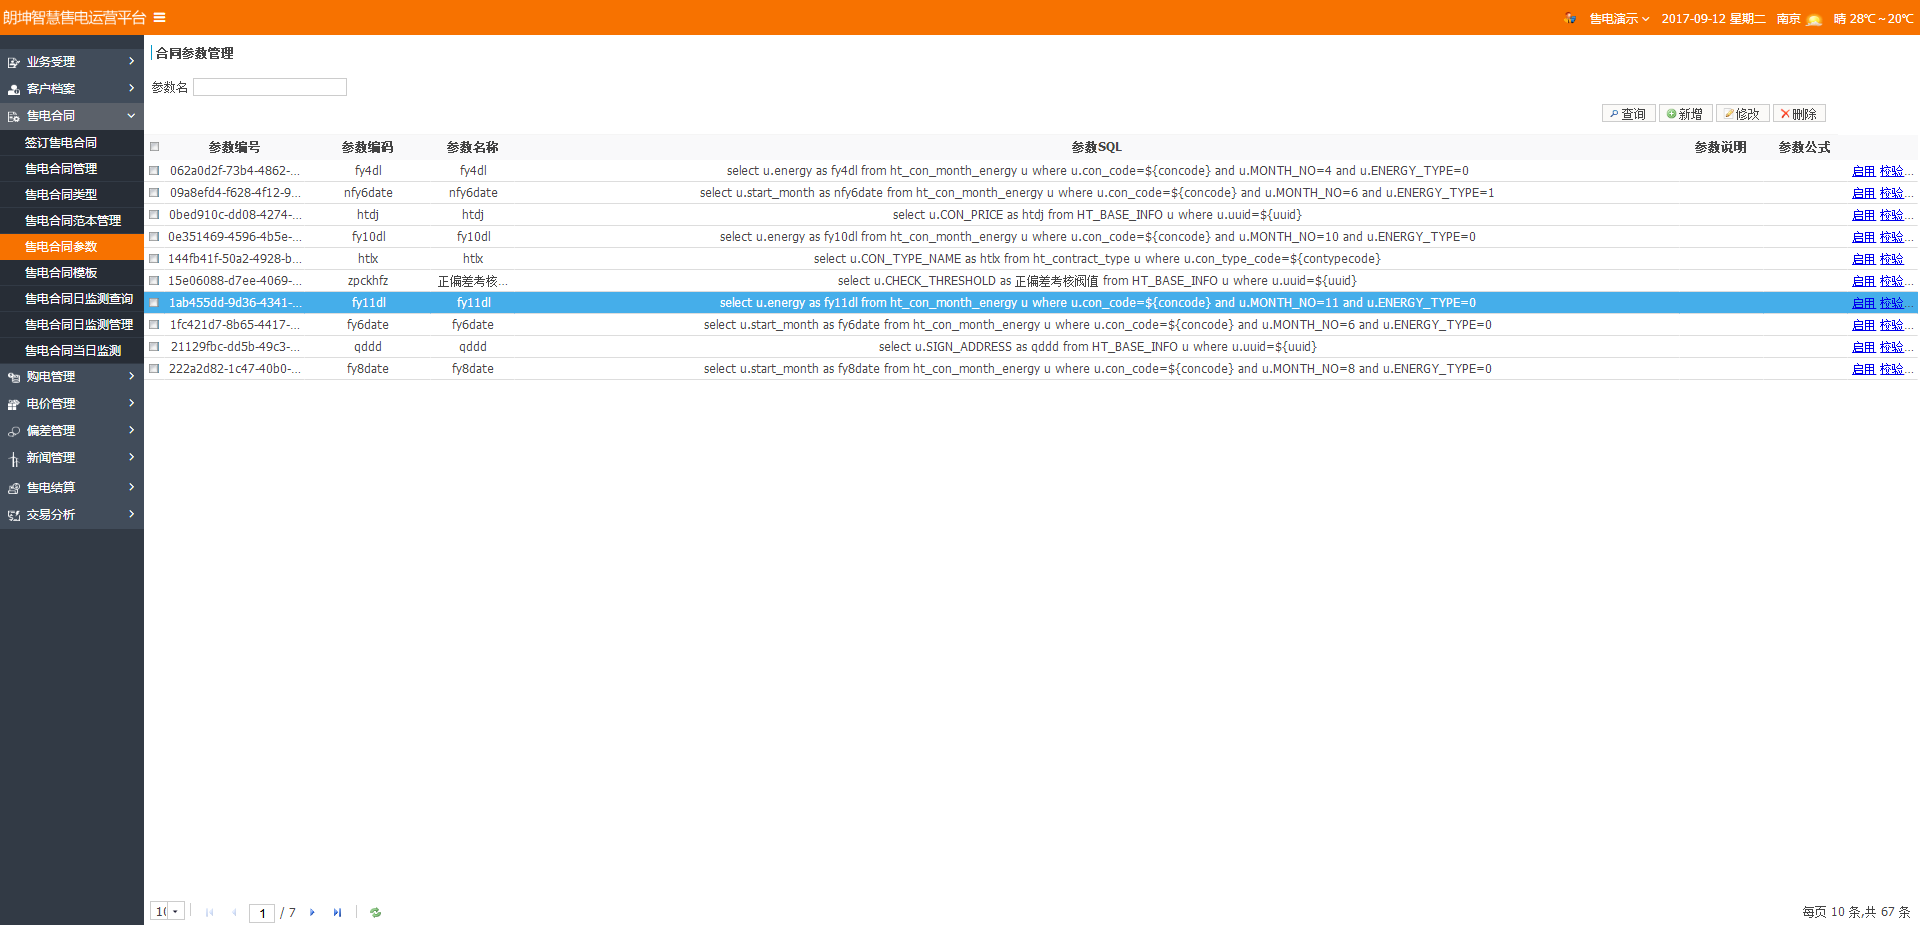 朗坤智慧售电运营平台
售电演示 2017-09-12 星期二 南京 晴 28℃～20℃
业务受理
客户档案
售电合同
签订售电合同
售电合同管理
售电合同类型
售电合同范本管理
售电合同参数
售电合同模板
售电合同日监测查询
售电合同日监测管理
售电合同当日监测
购电管理
电价管理
偏差管理
新闻管理
售电结算
交易分析
合同参数管理
参数名
查询 新增 修改 删除
参数编号 参数编码 参数名称 参数SQL 参数说明 参数公式
062a0d2f-73b4-4862-... fy4dl fy4dl select u.energy as fy4dl from ht_con_month_energy u where u.con_code=${concode} and u.MONTH_NO=4 and u.ENERGY_TYPE=0 启用 校验...
09a8efd4-f628-4f12-9... nfy6date nfy6date select u.start_month as nfy6date from ht_con_month_energy u where u.con_code=${concode} and u.MONTH_NO=6 and u.ENERGY_TYPE=1 启用 校验...
0bed910c-dd08-4274-... htdj htdj select u.CON_PRICE as htdj from HT_BASE_INFO u where u.uuid=${uuid} 启用 校验...
0e351469-4596-4b5e-... fy10dl fy10dl select u.energy as fy10dl from ht_con_month_energy u where u.con_code=${concode} and u.MONTH_NO=10 and u.ENERGY_TYPE=0 启用 校验...
144fb41f-50a2-4928-b... htlx htlx select u.CON_TYPE_NAME as htlx from ht_contract_type u where u.con_type_code=${contypecode} 启用 校验
15e06088-d7ee-4069-... zpckhfz 正偏差考核... select u.CHECK_THRESHOLD as 正偏差考核阀值 from HT_BASE_INFO u where u.uuid=${uuid} 启用 校验...
1ab455dd-9d36-4341-... fy11dl fy11dl select u.energy as fy11dl from ht_con_month_energy u where u.con_code=${concode} and u.MONTH_NO=11 and u.ENERGY_TYPE=0 启用 校验...
1fc421d7-8b65-4417-... fy6date fy6date select u.start_month as fy6date from ht_con_month_energy u where u.con_code=${concode} and u.MONTH_NO=6 and u.ENERGY_TYPE=0 启用 校验...
21129fbc-dd5b-49c3-... qddd qddd select u.SIGN_ADDRESS as qddd from HT_BASE_INFO u where u.uuid=${uuid} 启用 校验...
222a2d82-1c47-40b0-... fy8date fy8date select u.start_month as fy8date from ht_con_month_energy u where u.con_code=${concode} and u.MONTH_NO=8 and u.ENERGY_TYPE=0 启用 校验...
10 1 / 7 每页 10 条,共 67 条